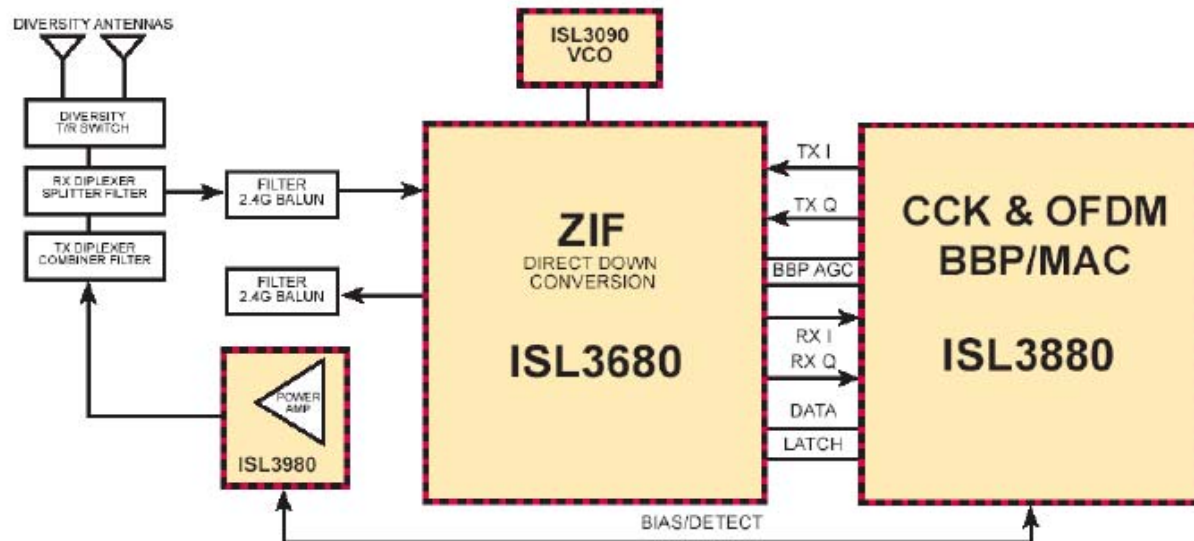 DIVERSITY ANTENNAS
ISL3090
VCO
DIVERSITY
T/R SWITCH
RX DIPLEXER
SPLITTER FILTER
TX DIPLEXER
COMBINER FILTER
FILTER
2.4G BALUN
FILTER
2.4G BALUN
POWER
AMP
ISL3980
ZIF
DIRECT DOWN
CONVERSION
ISL3680
TX I
TX Q
BBP AGC
RX I
RX Q
DATA
LATCH
CCK & OFDM
BBP/MAC
ISL3880
BIAS/DETECT